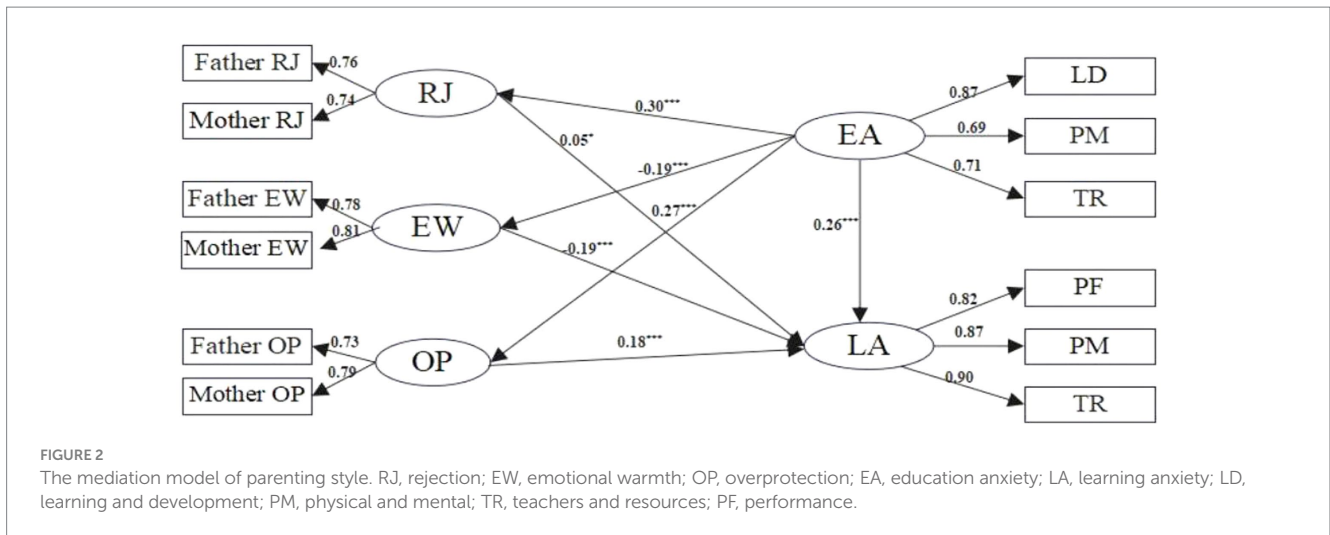 Father RJ
0.76
LD
0.87
RJ
0.74
0.30***
Mother RJ
0.05*
EA
0.69
PM
-0.19***
0.71
Father EW
0.78
0.27***
TR
EW
0.26***
0.81
Mother EW
-0.19***
PF
0.82
Father OP
0.73
0.18***
LA
0.87
PM
OP
0.79
Mother OP
0.90
TR
FIGURE 2
The mediation model of parenting style. RJ, rejection; EW, emotional warmth; OP, overprotection; EA, education anxiety; LA, learning anxiety; LD,
learning and development; PM, physical and mental; TR, teachers and resources; PF, performance.